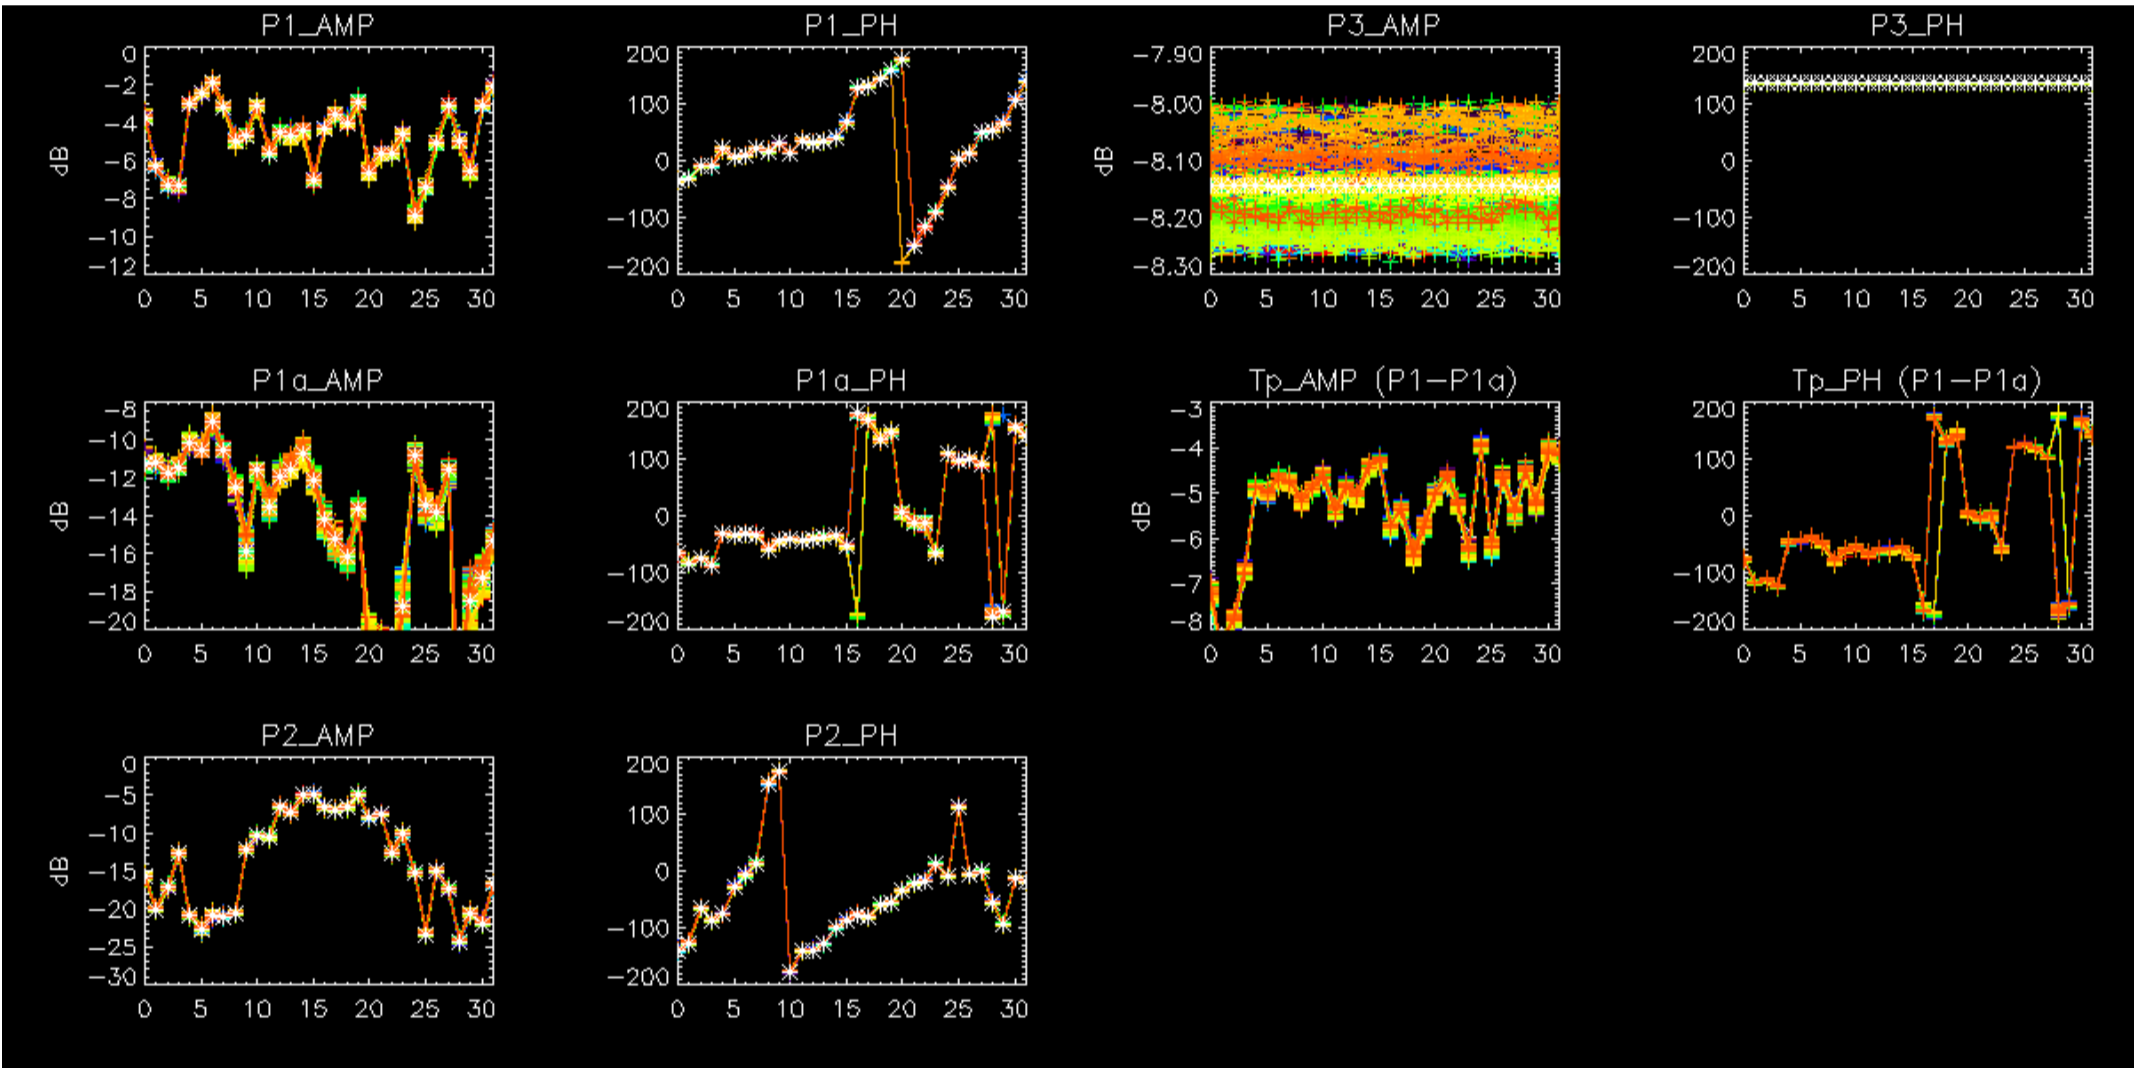 P1_AMP P1_PH P3_AMP P3_PH
0 200 −7.90 200
−2 100 −8.00 100
−4 0 −8.10 0
−6 −100 −8.20 −100
−8 −200 −8.30 −200
−10
−12
dB dB
0 5 10 15 20 25 30 0 5 10 15 20 25 30 0 5 10 15 20 25 30 0 5 10 15 20 25 30
P1a_AMP P1a_PH Tp_AMP (P1−P1a) Tp_PH (P1−P1a)
−8 200 −3 200
−10 100 −4 100
−12 0 −5 0
−14 −100 −6 −100
−16 −200 −7 −200
−18 −8
−20
dB dB
0 5 10 15 20 25 30 0 5 10 15 20 25 30 0 5 10 15 20 25 30 0 5 10 15 20 25 30
P2_AMP P2_PH
0 200
−5 100
−10 0
−15 −100
−20 −200
−25
−30
dB
0 5 10 15 20 25 30 0 5 10 15 20 25 30